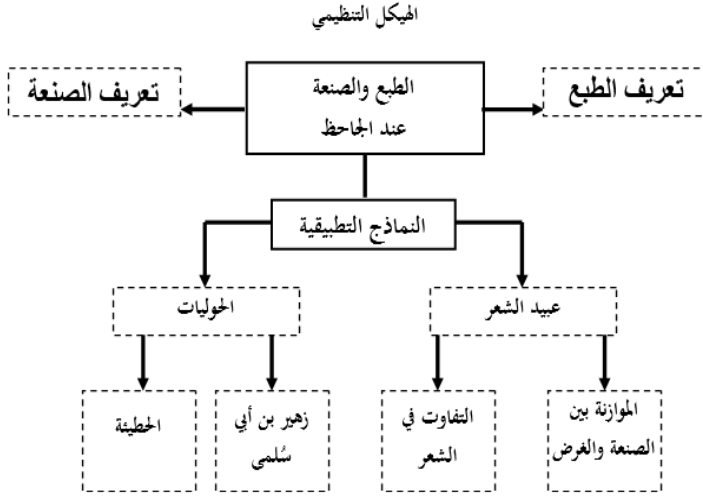 الهيكل التنظيمي
تعريف الطبع
الطبع والصنعة
عند الجاحظ
تعريف الصنعة
النماذج التطبيقية
عبيد الشعر
الحوليات
الموازنة بين
الصنعة والغرض
التفاوت في
الشعر
زهير بن أبي
سُلمى
الحطيئة